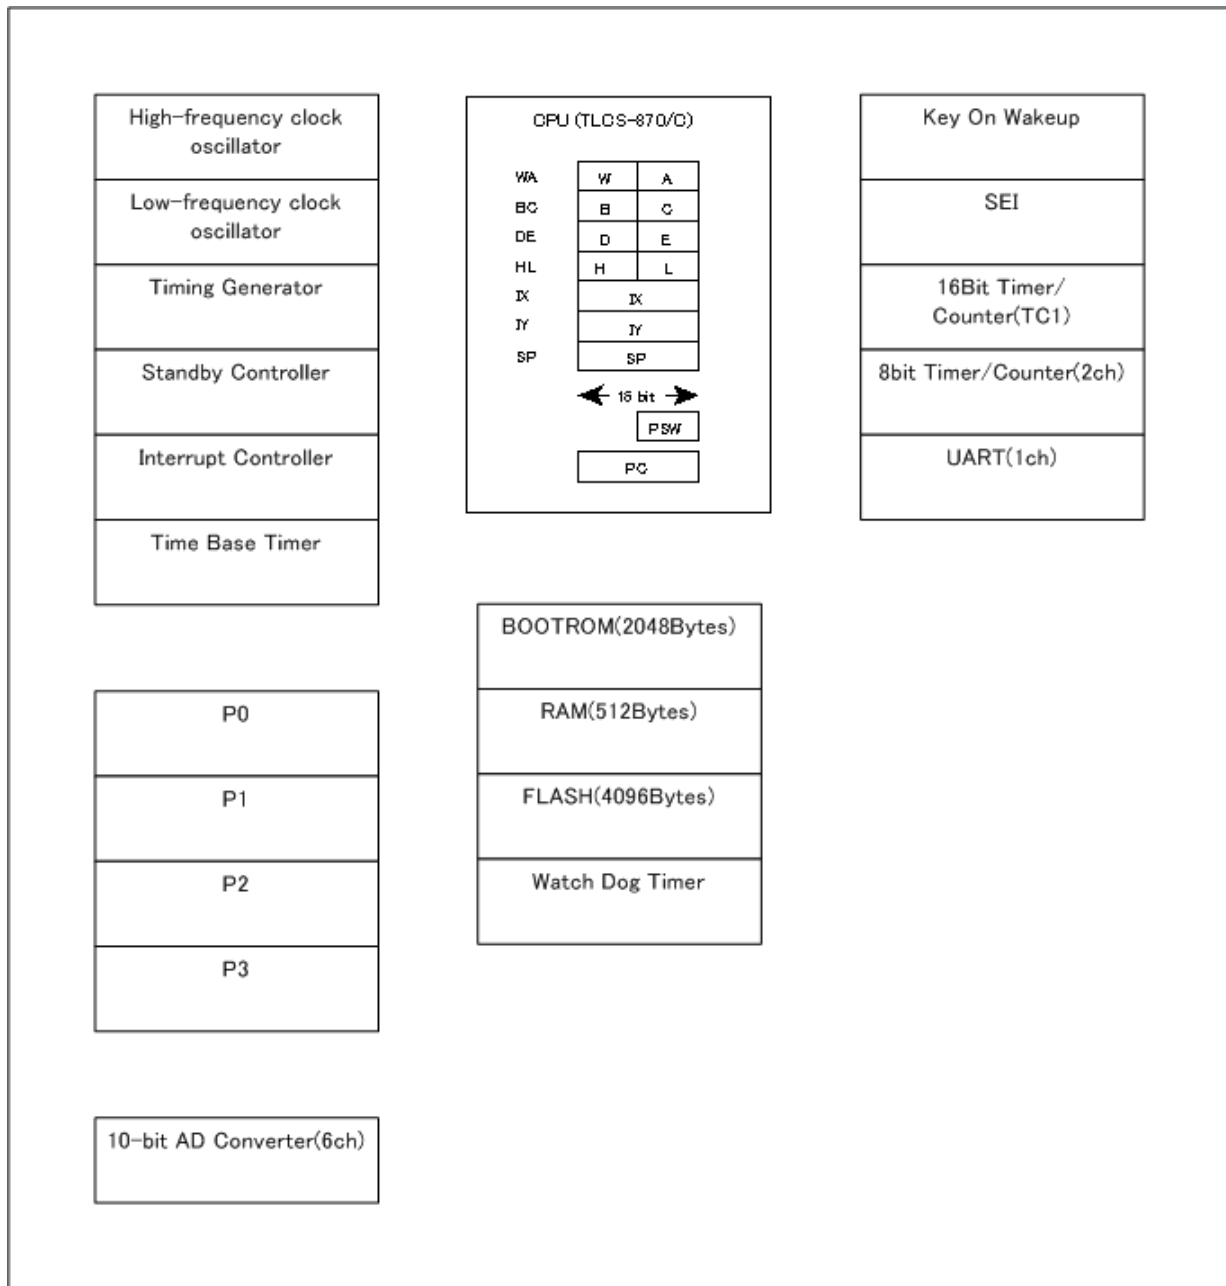 High-frequency clock
oscillator
Low-frequency clock
oscillator
Timing Generator
Standby Controller
Interrupt Controller
Time Base Timer
P0
P1
P2
P3
10-bit AD Converter(6ch)
CPU (TLCS-870/C)
WA W A
BC B C
DE D E
HL H L
IX IX
IY IY
SP SP
16 bit
PSW
PC
BOOTROM(2048Bytes)
RAM(512Bytes)
FLASH(4096Bytes)
Watch Dog Timer
Key On Wakeup
SEI
16Bit Timer/
Counter(TC1)
8bit Timer/Counter(2ch)
UART(1ch)